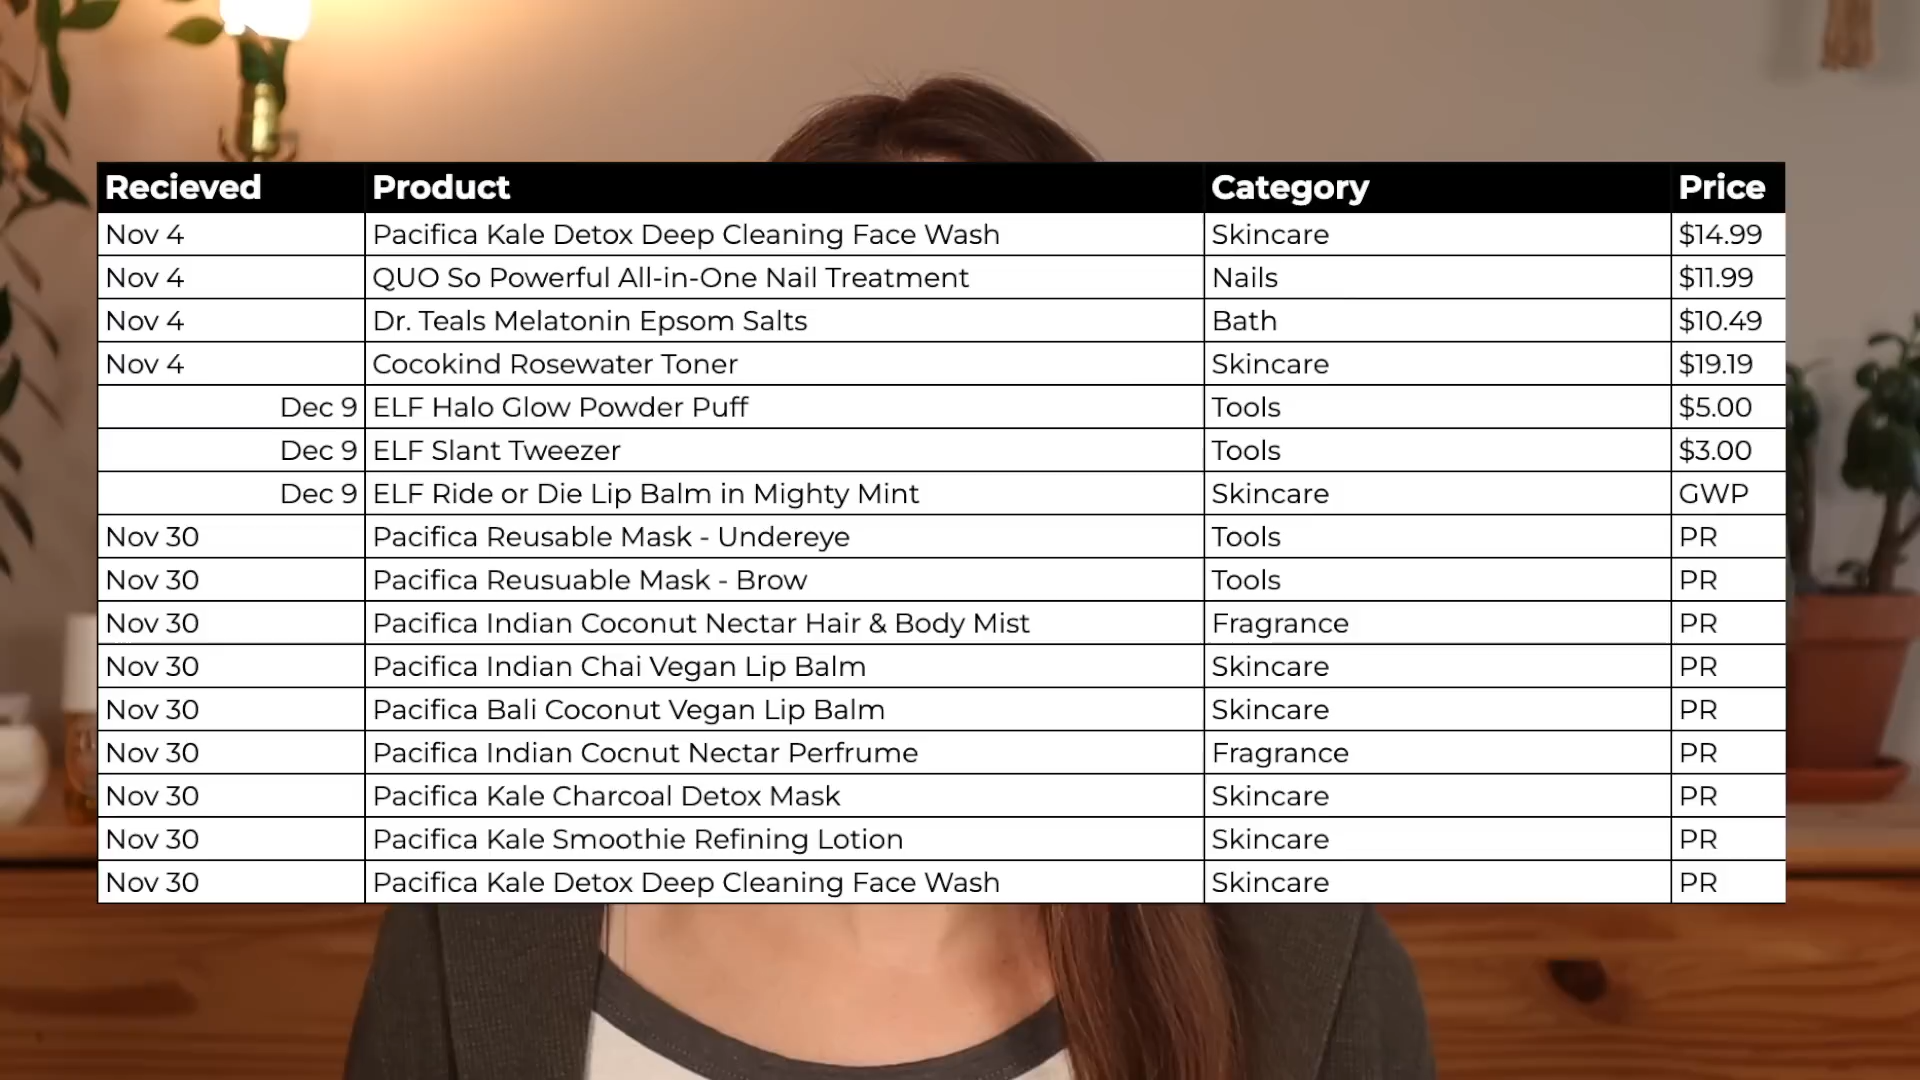 Recieved Product Category Price
Nov 4 Pacifica Kale Detox Deep Cleaning Face Wash Skincare $14.99
Nov 4 QUO So Powerful All-in-One Nail Treatment Nails $11.99
Nov 4 Dr. Teals Melatonin Epsom Salts Bath $10.49
Nov 4 Cocokind Rosewater Toner Skincare $19.19
Dec 9 ELF Halo Glow Powder Puff Tools $5.00
Dec 9 ELF Slant Tweezer Tools $3.00
Dec 9 ELF Ride or Die Lip Balm in Mighty Mint Skincare GWP
Nov 30 Pacifica Reusable Mask - Undereye Tools PR
Nov 30 Pacifica Reusuable Mask - Brow Tools PR
Nov 30 Pacifica Indian Coconut Nectar Hair & Body Mist Fragrance PR
Nov 30 Pacifica Indian Chai Vegan Lip Balm Skincare PR
Nov 30 Pacifica Bali Coconut Vegan Lip Balm Skincare PR
Nov 30 Pacifica Indian Cocnut Nectar Perfrume Fragrance PR
Nov 30 Pacifica Kale Charcoal Detox Mask Skincare PR
Nov 30 Pacifica Kale Smoothie Refining Lotion Skincare PR
Nov 30 Pacifica Kale Detox Deep Cleaning Face Wash Skincare PR